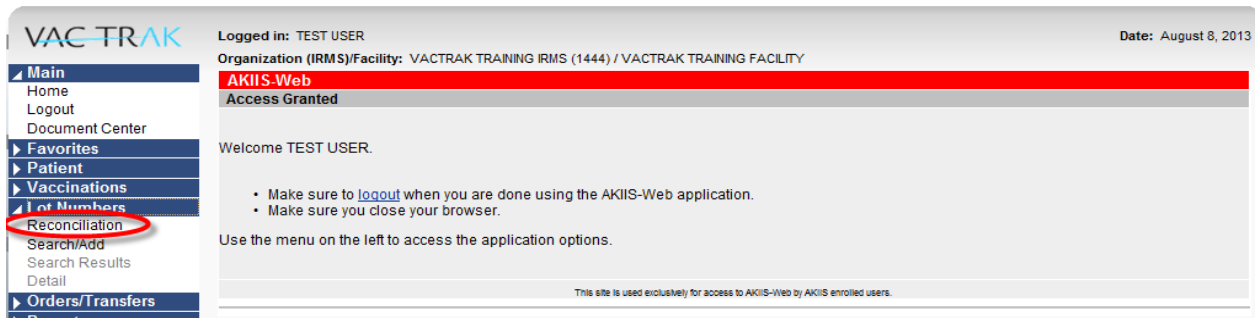 VACTRAK
Logged in: TEST USER
Date: August 8, 2013
Organization (IRMS)/Facility: VACTRAK TRAINING IRMS (1444) / VACTRAK TRAINING FACILITY
Main
Home
Logout
Document Center
Favorites
Patient
Vaccinations
Lot Numbers
Reconciliation
Search/Add
Search Results
Detail
Orders/Transfers
AKIIS-Web
Access Granted
Welcome TEST USER.
• Make sure to logout when you are done using the AKIIS-Web application.
• Make sure you close your browser.
Use the menu on the left to access the application options.
This site is used exclusively for access to AKIIS-Web by AKIIS enrolled users.